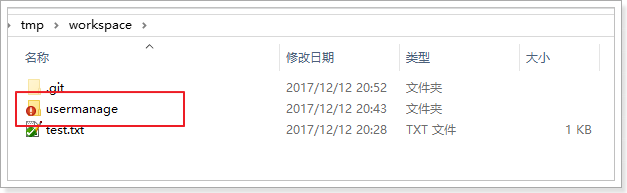 tmp › workspace ›
名称 修改日期 类型 大小
.git 2017/12/12 20:52 文件夹
usermanage 2017/12/12 20:43 文件夹
test.txt 2017/12/12 20:28 TXT 文件 1 KB